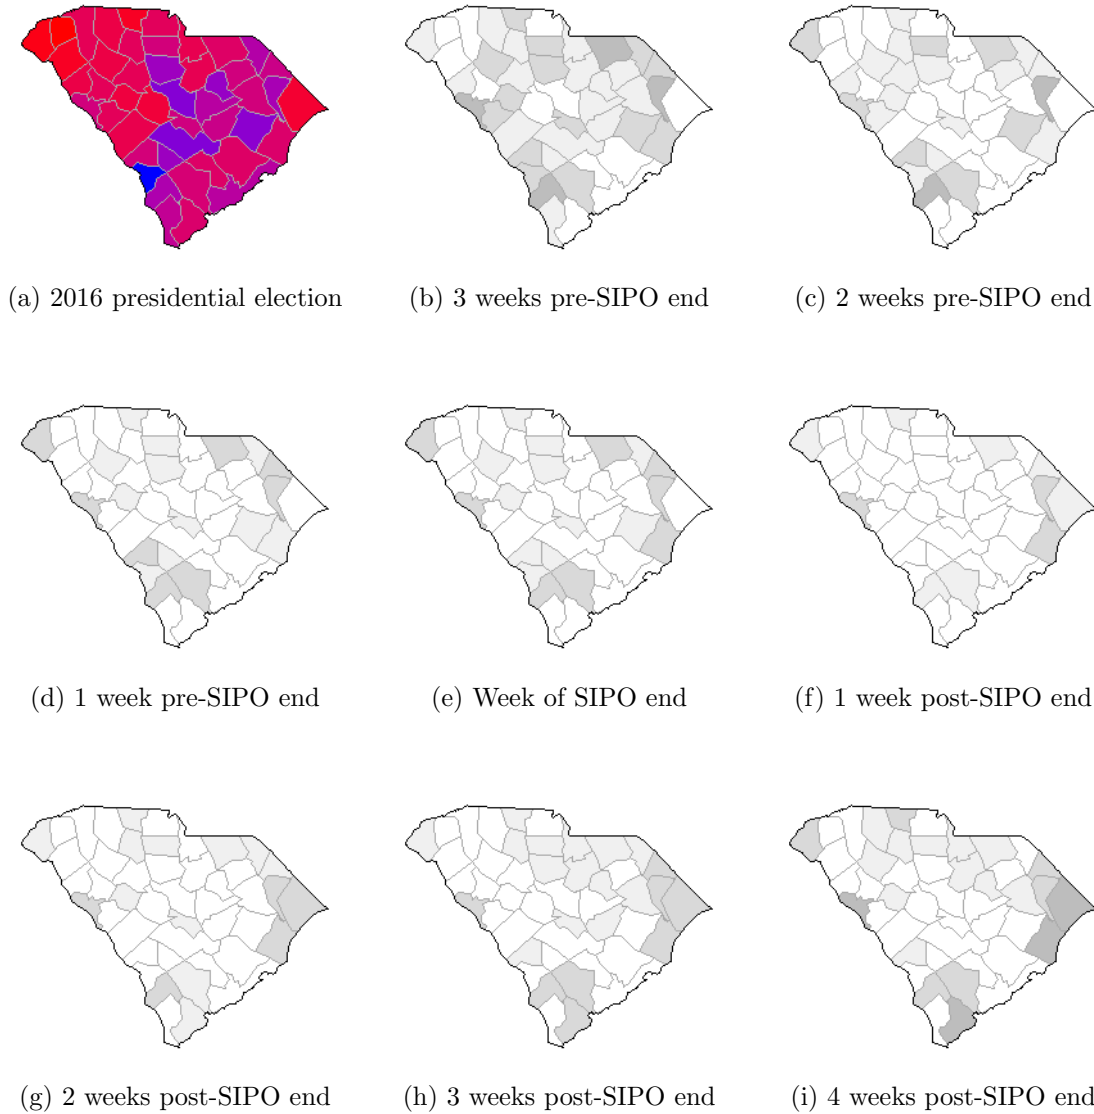 (a) 2016 presidential election
(b) 3 weeks pre-SIPO end
(c) 2 weeks pre-SIPO end
(d) 1 week pre-SIPO end
(e) Week of SIPO end
(f) 1 week post-SIPO end
(g) 2 weeks post-SIPO end
(h) 3 weeks post-SIPO end
(i) 4 weeks post-SIPO end